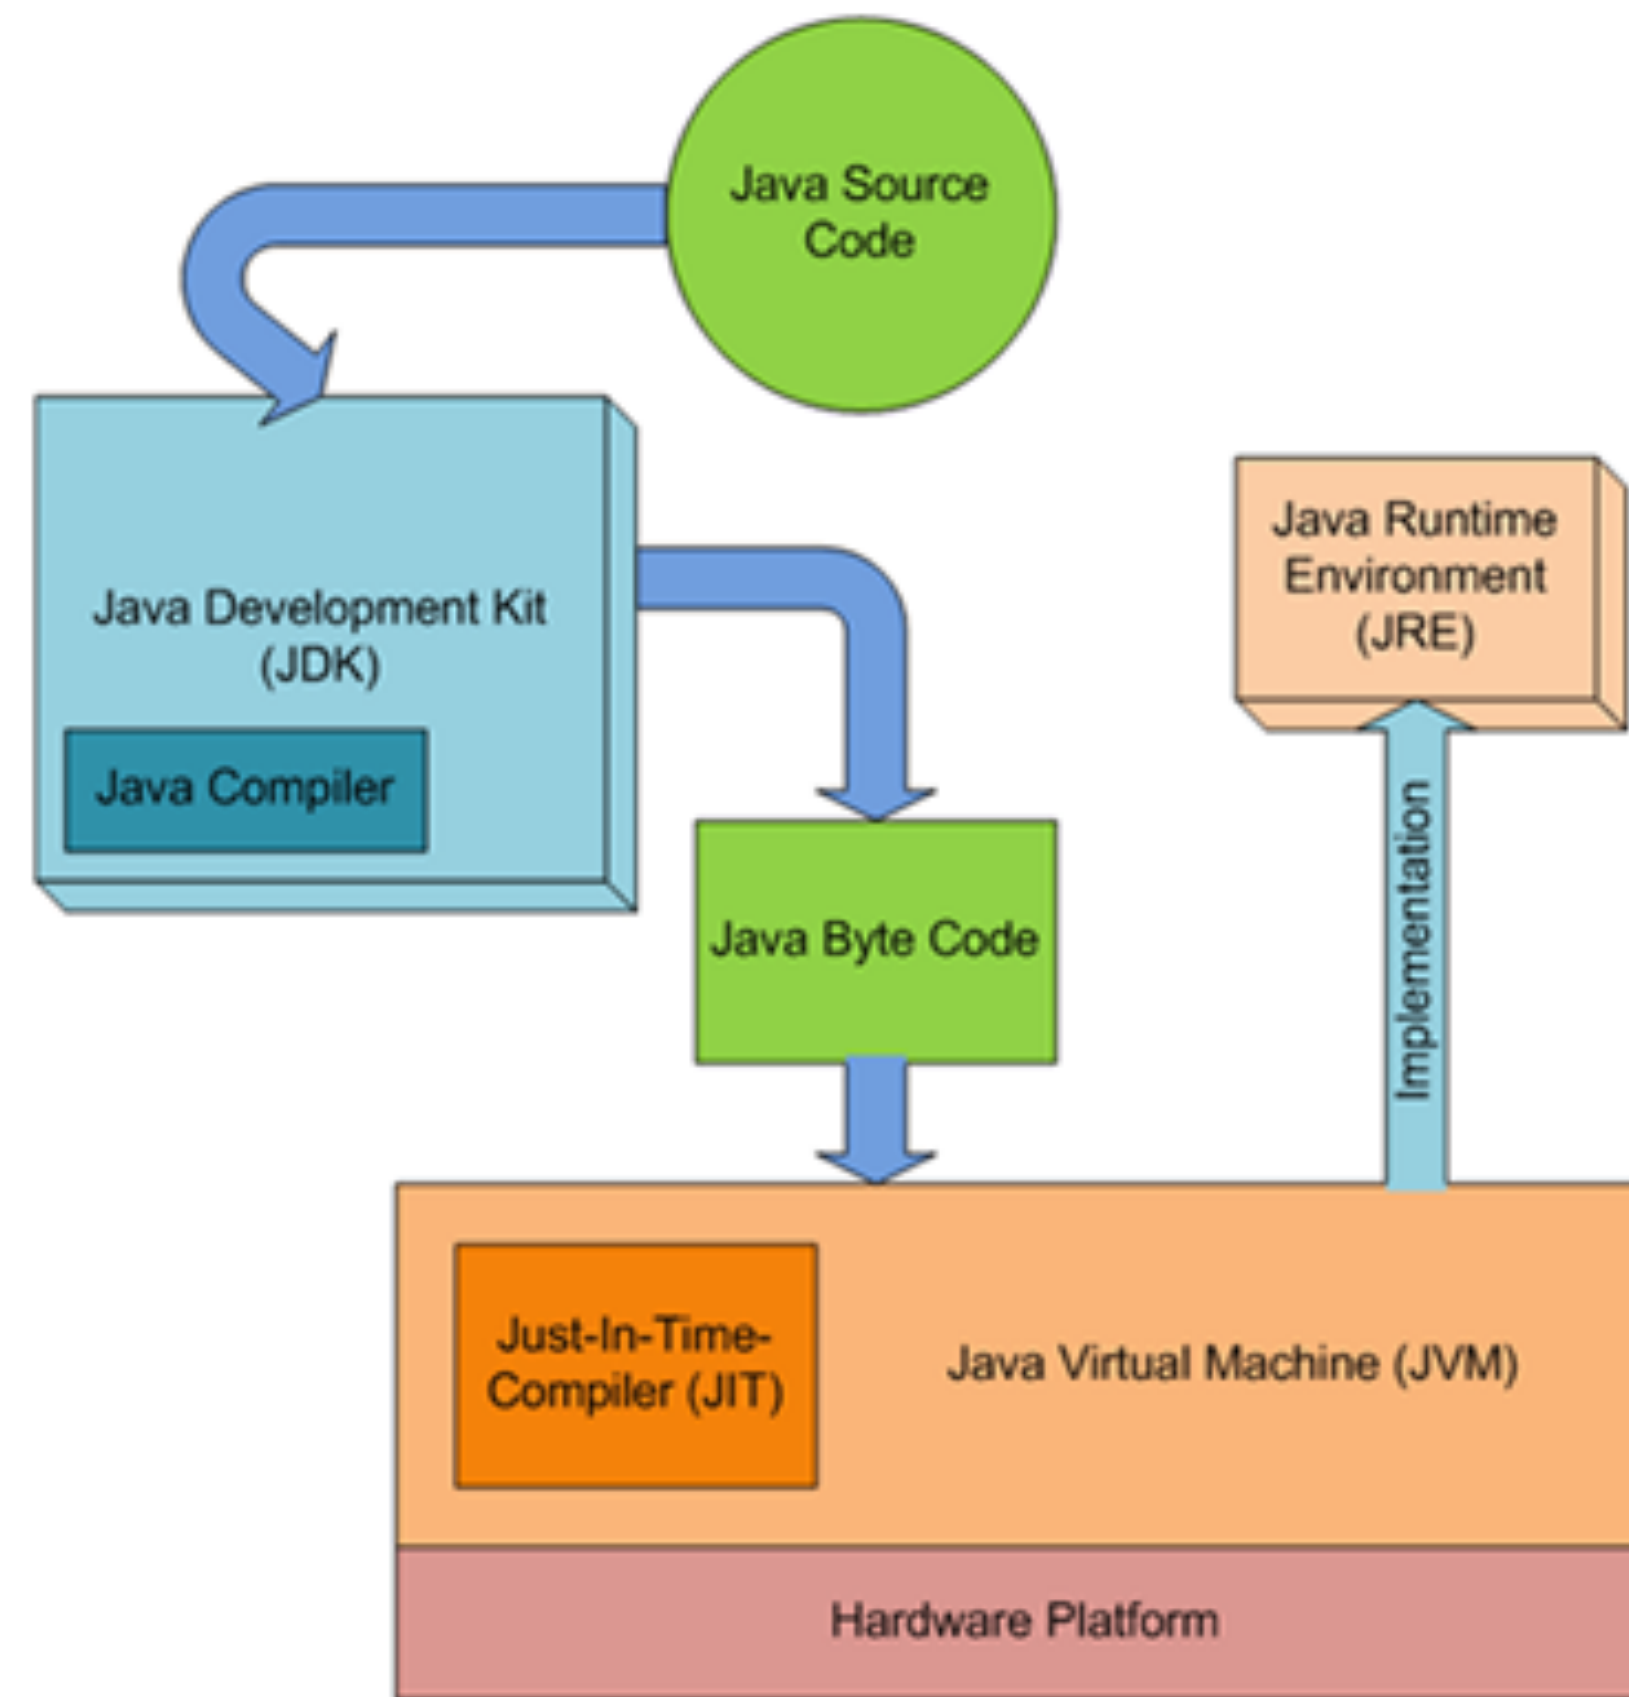 Java Source
Code
Java Runtime
Environment
(JRE)
Java Development Kit
(JDK)
Java Compiler
Implementation
Java Byte Code
Just-In-Time-
Compiler (JIT)
Java Virtual Machine (JVM)
Hardware Platform